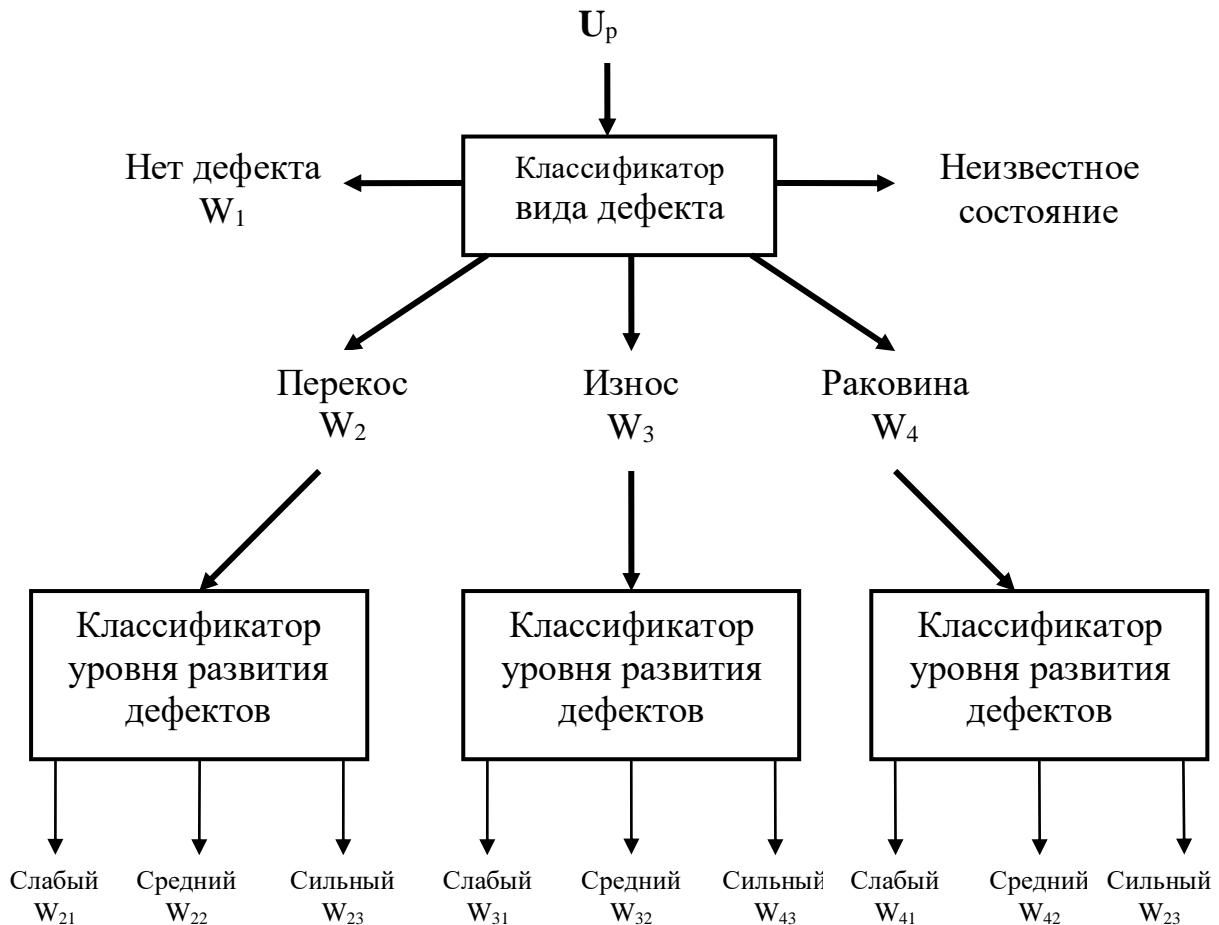 Uₚ
Нет дефекта
W₁
Классификатор
вида дефекта
Неизвестное
состояние
Перекос
W₂
Износ
W₃
Раковина
W₄
Классификатор
уровня развития
дефектов
Классификатор
уровня развития
дефектов
Классификатор
уровня развития
дефектов
Слабый
W₂₁
Средний
W₂₂
Сильный
W₂₃
Слабый
W₃₁
Средний
W₃₂
Сильный
W₄₃
Слабый
W₄₁
Средний
W₄₂
Сильный
W₂₃